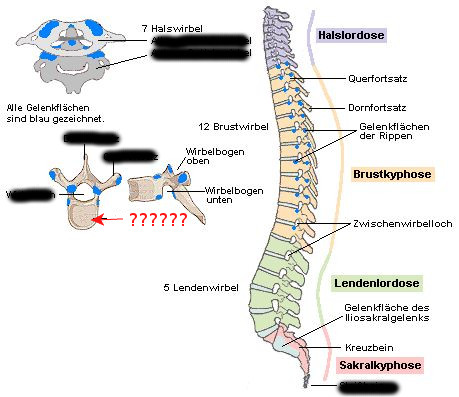 7 Halswirbel
Halslordose
Alle Gelenkflächen
sind blau gezeichnet.
Querfortsatz
Dornfortsatz
12 Brustwirbel
Gelenkflächen
der Rippen
Wirbelbogen
oben
Brustkyphose
Wirbelbogen
unten
??????
Zwischenwirbelloch
Lendenlordose
5 Lendenwirbel
Gelenkfläche des
Iliosakralgelenks
Kreuzbein
Sakralkyphose